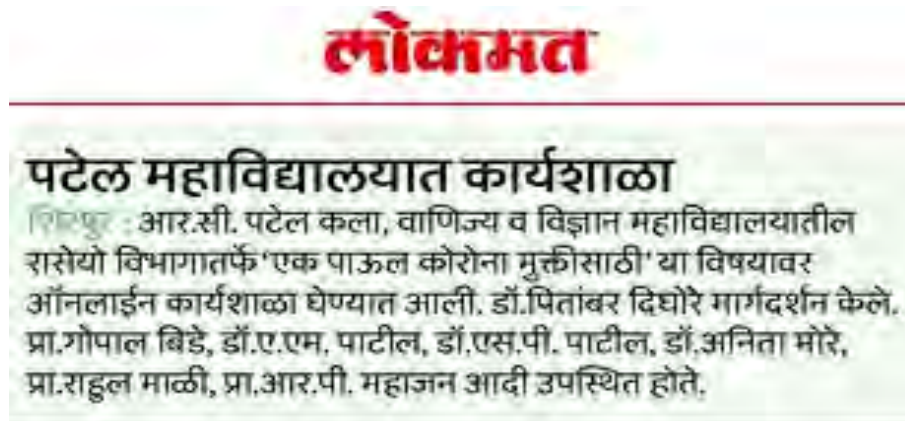 लोकमत
पटेल महाविद्यालयात कार्यशाळा
शिरपूर : आर.सी. पटेल कला, वाणिज्य व विज्ञान महाविद्यालयातील
रासेयो विभागातर्फे 'एक पाऊल कोरोना मुक्तीसाठी' या विषयावर
ऑनलाईन कार्यशाळा घेण्यात आली. डॉ.पितांबर दिघोरे मार्गदर्शन केले.
प्रा.गोपाल बिडे, डॉ.ए.एम. पाटील, डॉ.एस.पी. पाटील, डॉ.अनिता मोरे,
प्रा.राहुल माळी, प्रा.आर.पी. महाजन आदी उपस्थित होते.